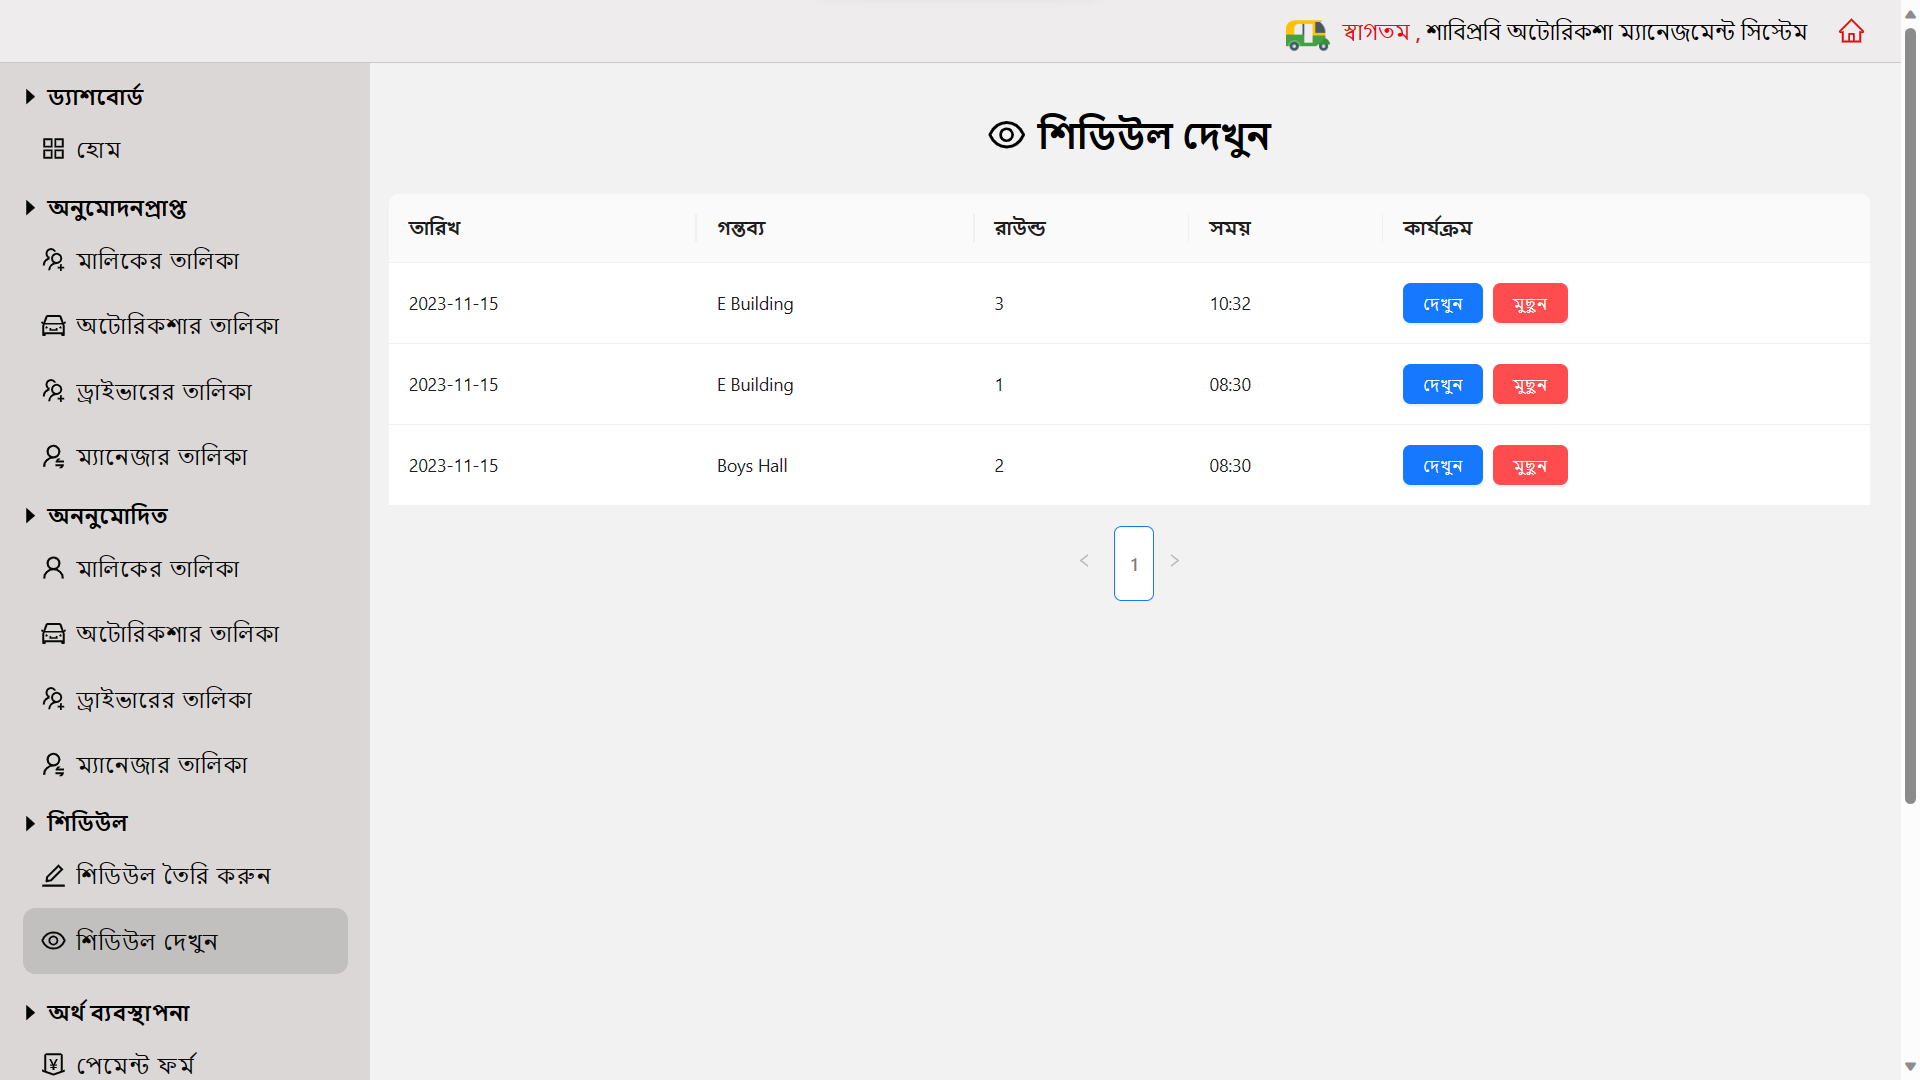 স্বাগতম , শাবিপ্রবি অটোরিকশা ম্যানেজমেন্ট সিস্টেম
ড্যাশবোর্ড
হোম
অনুমোদনপ্রাপ্ত
মালিকের তালিকা
অটোরিকশার তালিকা
ড্রাইভারের তালিকা
ম্যানেজার তালিকা
অননুমোদিত
মালিকের তালিকা
অটোরিকশার তালিকা
ড্রাইভারের তালিকা
ম্যানেজার তালিকা
শিডিউল
শিডিউল তৈরি করুন
শিডিউল দেখুন
অর্থ ব্যবস্থাপনা
পেমেন্ট ফর্ম
শিডিউল দেখুন
তারিখ গন্তব্য রাউন্ড সময় কার্যক্রম
2023-11-15 E Building 3 10:32 দেখুন মুছুন
2023-11-15 E Building 1 08:30 দেখুন মুছুন
2023-11-15 Boys Hall 2 08:30 দেখুন মুছুন
< 1 >